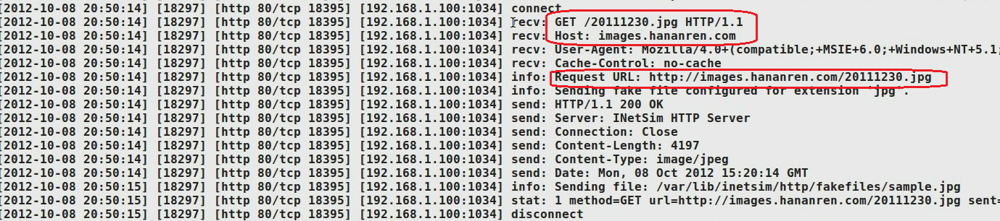 [2012-10-08 20:50:14] [18297] [http 80/tcp 18395] [192.168.1.100:1034] connect
[2012-10-08 20:50:14] [18297] [http 80/tcp 18395] [192.168.1.100:1034] recv: GET /20111230.jpg HTTP/1.1
[2012-10-08 20:50:14] [18297] [http 80/tcp 18395] [192.168.1.100:1034] recv: Host: images.hananren.com
[2012-10-08 20:50:14] [18297] [http 80/tcp 18395] [192.168.1.100:1034] recv: User-Agent: Mozilla/4.0+(compatible;+MSIE+6.0;+Windows+NT+5.1;
[2012-10-08 20:50:14] [18297] [http 80/tcp 18395] [192.168.1.100:1034] recv: Cache-Control: no-cache
[2012-10-08 20:50:14] [18297] [http 80/tcp 18395] [192.168.1.100:1034] info: Request URL: http://images.hananren.com/20111230.jpg
[2012-10-08 20:50:14] [18297] [http 80/tcp 18395] [192.168.1.100:1034] info: Sending fake file configured for extension 'jpg'.
[2012-10-08 20:50:14] [18297] [http 80/tcp 18395] [192.168.1.100:1034] send: HTTP/1.1 200 OK
[2012-10-08 20:50:14] [18297] [http 80/tcp 18395] [192.168.1.100:1034] send: Server: INetSim HTTP Server
[2012-10-08 20:50:14] [18297] [http 80/tcp 18395] [192.168.1.100:1034] send: Connection: Close
[2012-10-08 20:50:14] [18297] [http 80/tcp 18395] [192.168.1.100:1034] send: Content-Length: 4197
[2012-10-08 20:50:14] [18297] [http 80/tcp 18395] [192.168.1.100:1034] send: Content-Type: image/jpeg
[2012-10-08 20:50:14] [18297] [http 80/tcp 18395] [192.168.1.100:1034] send: Date: Mon, 08 Oct 2012 15:20:14 GMT
[2012-10-08 20:50:15] [18297] [http 80/tcp 18395] [192.168.1.100:1034] info: Sending file: /var/lib/inetsim/http/fakefiles/sample.jpg
[2012-10-08 20:50:15] [18297] [http 80/tcp 18395] [192.168.1.100:1034] stat: 1 method=GET url=http://images.hananren.com/20111230.jpg sent=
[2012-10-08 20:50:15] [18297] [http 80/tcp 18395] [192.168.1.100:1034] disconnect